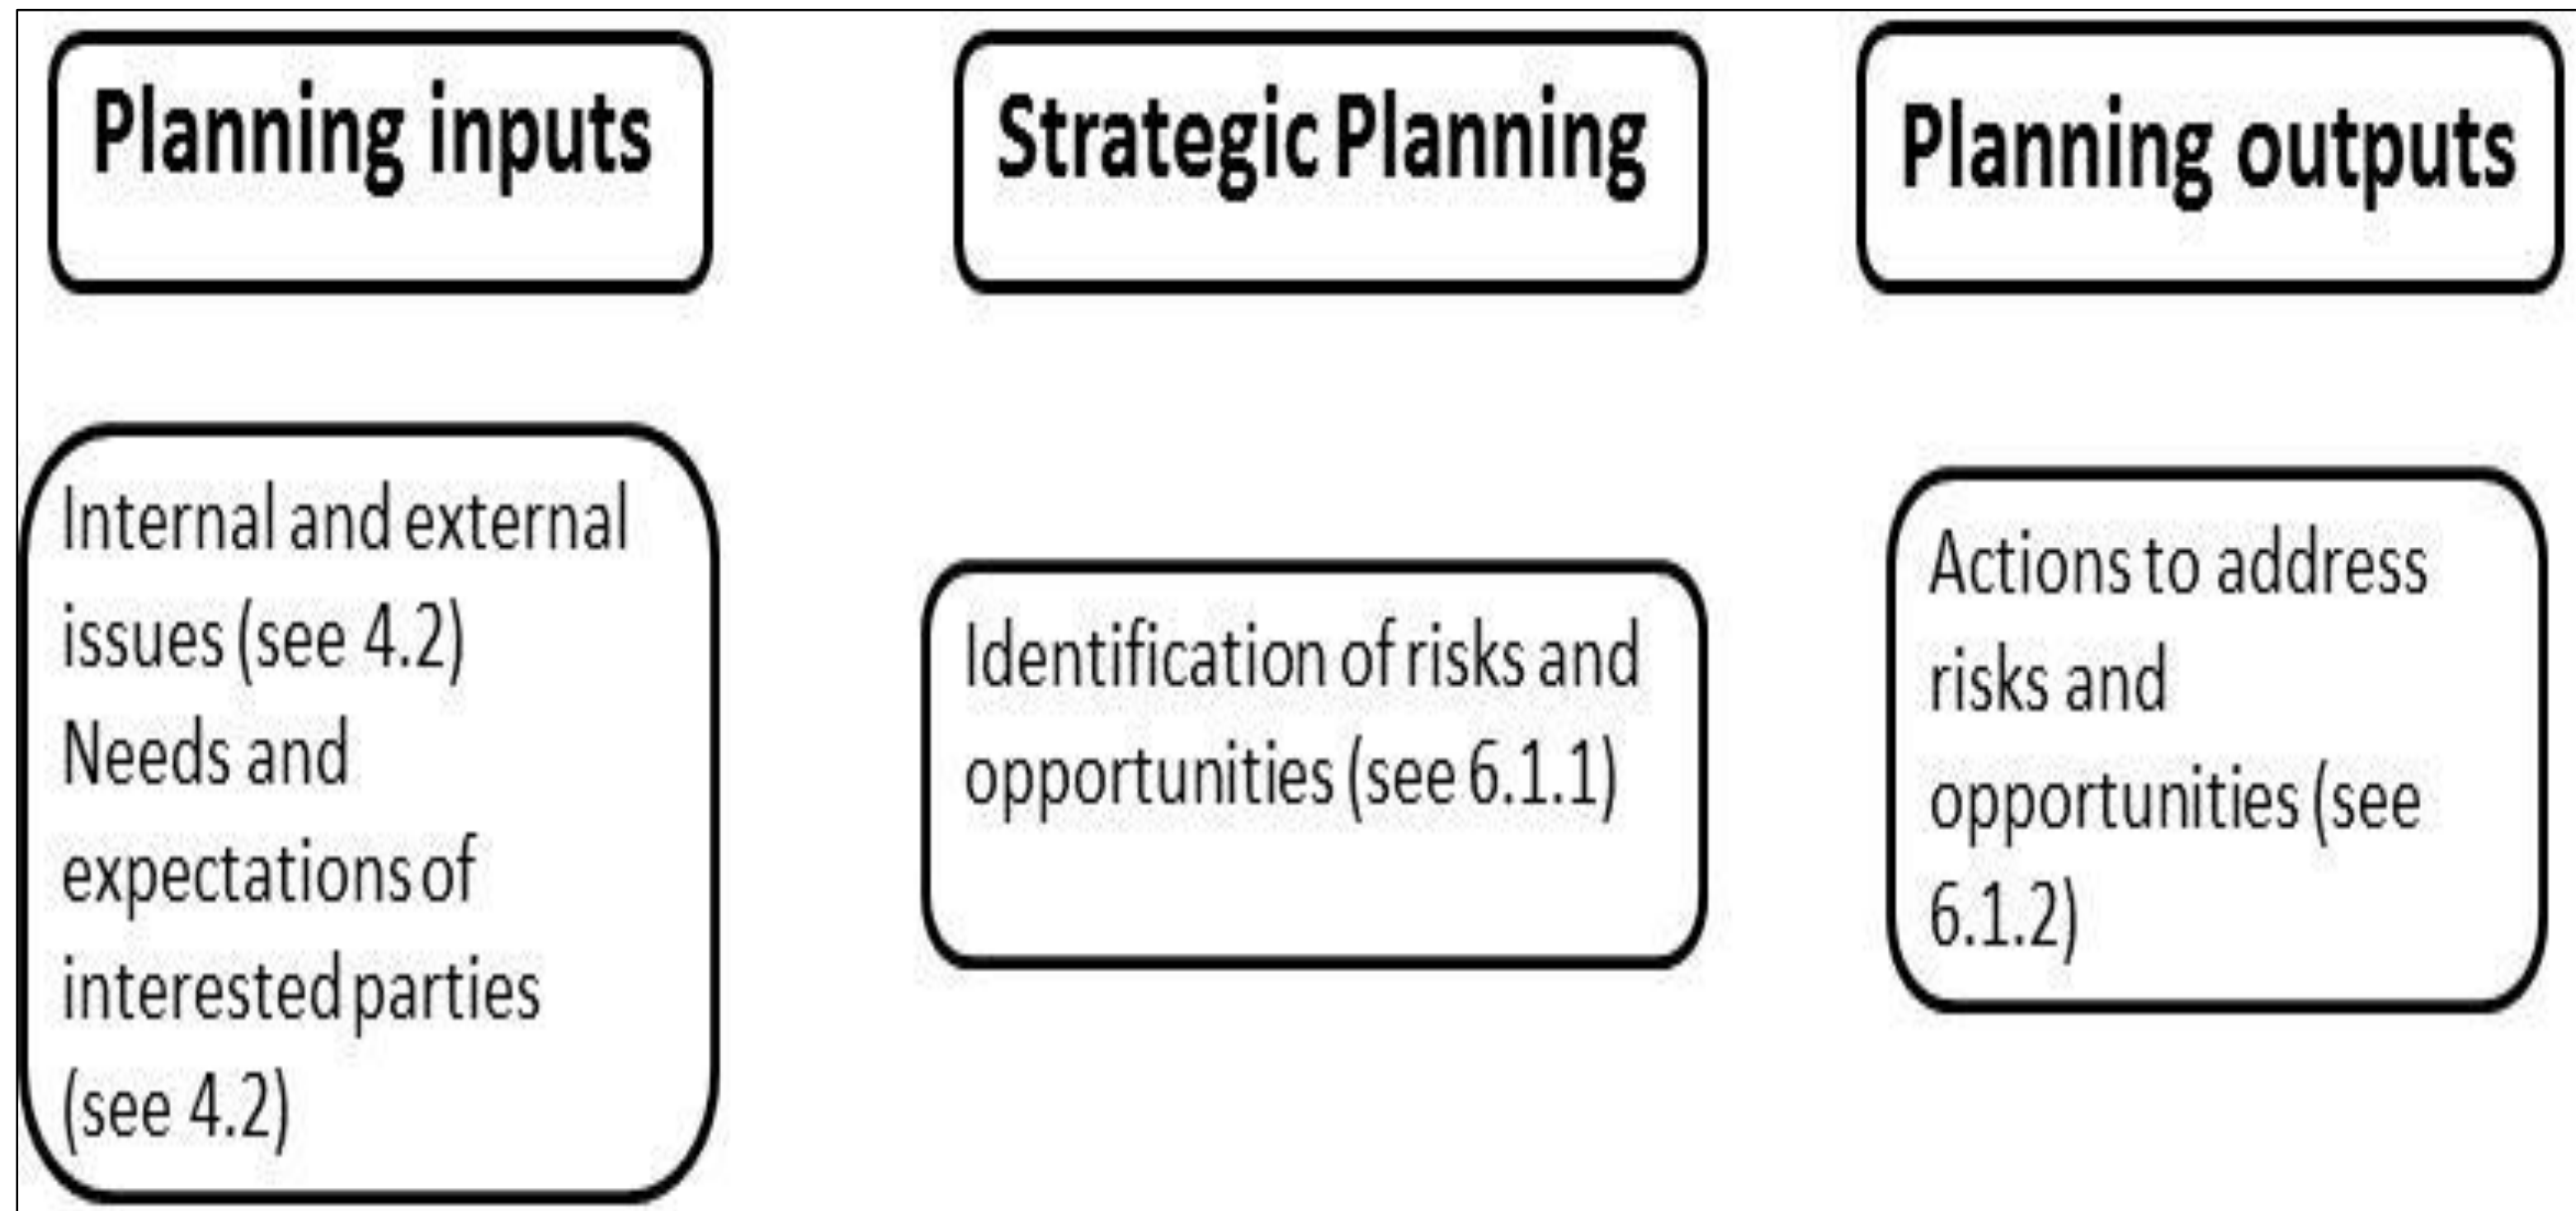 Planning inputs
Strategic Planning
Planning outputs
Internal and external
issues (see 4.2)
Needs and
expectations of
interested parties
(see 4.2)
Identification of risks and
opportunities (see 6.1.1)
Actions to address
risks and
opportunities (see
6.1.2)